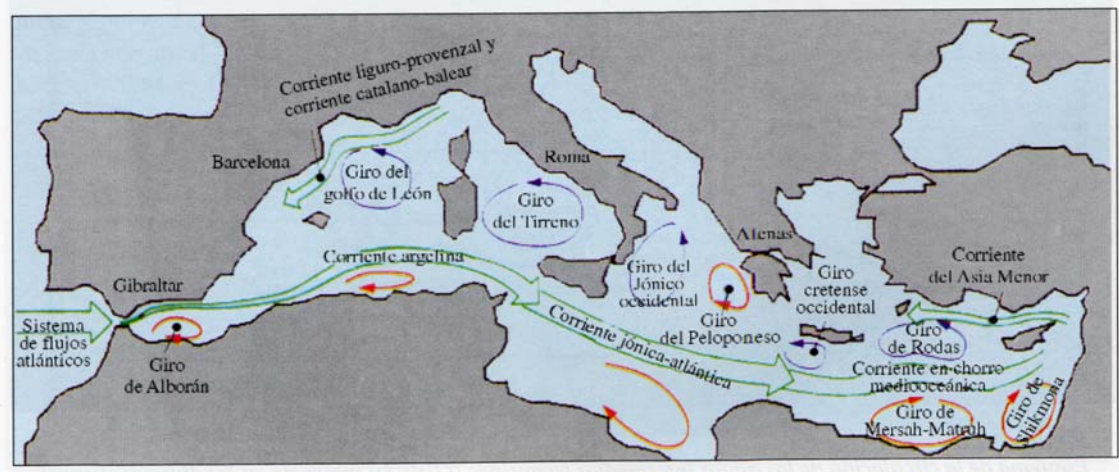 Corriente líguro-provenzal y
corriente catalano-balear
Barcelona
Roma
Giro del
golfo de León
Giro
del Tirreno
Atenas
Corriente
del Asia Menor
Corriente argelina
Giro del
Jónico
occidental
Giro
cretense
occidental
Gibraltar
Sistema
de flujos
atlánticos
Giro
de Alborán
Corriente jónica-atlántica
Giro
del Peloponeso
Giro
de Rodas
Corriente en-chorro
mediooceánica
Giro de
Mersah-Matruh
Giro de
Shikmona